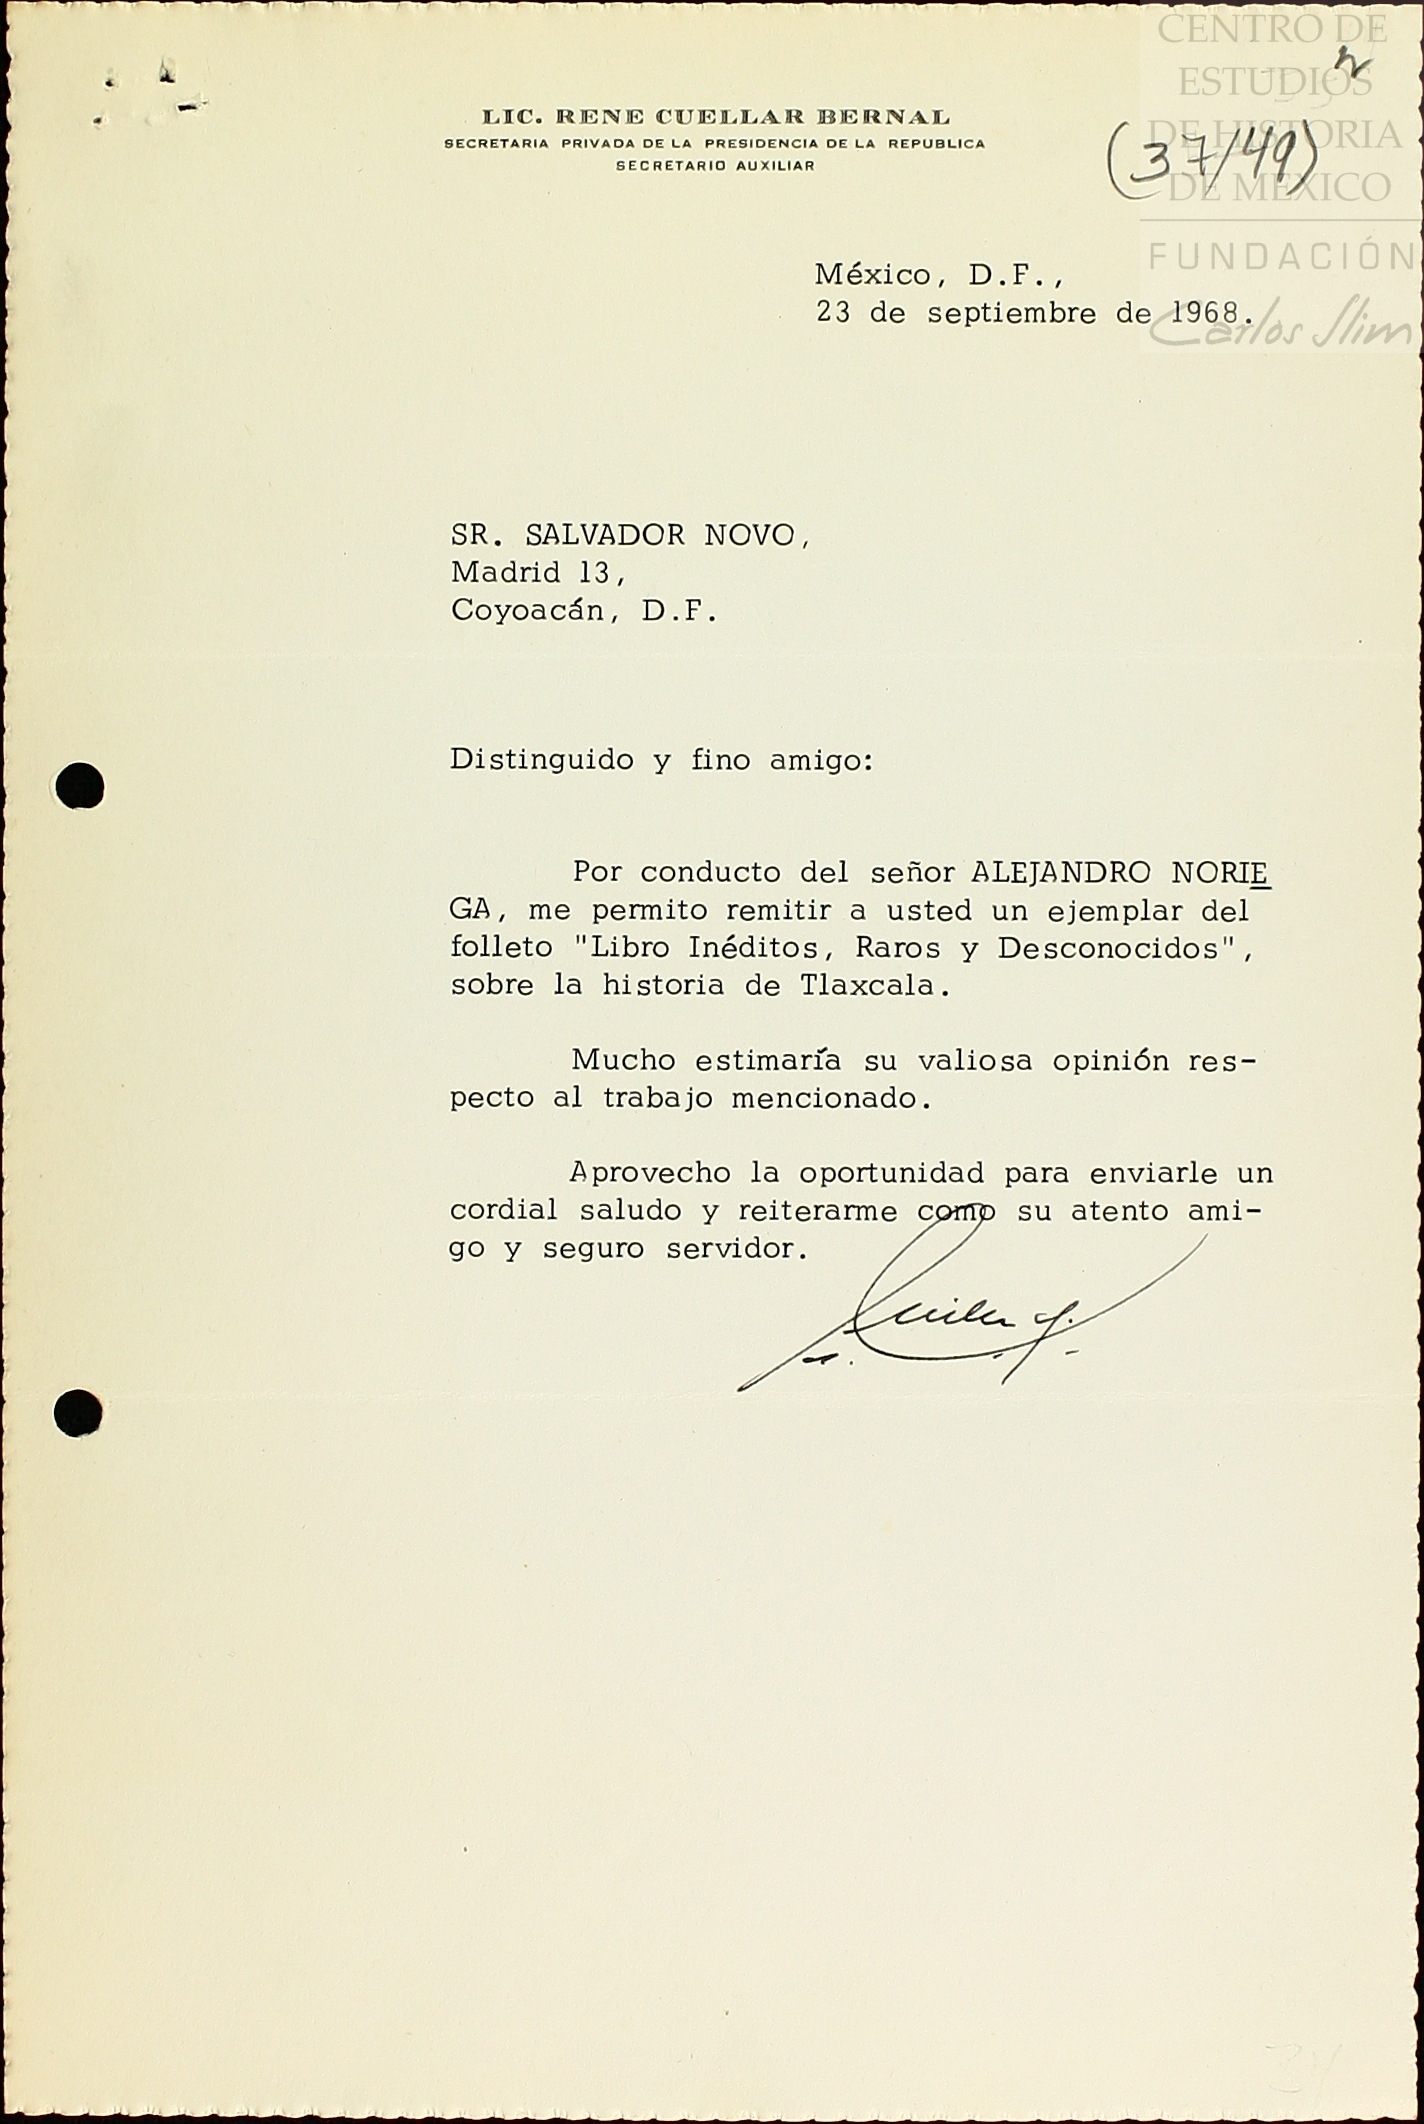 CENTRO DE
ESTUDIOS
DE HISTORIA
DE MÉXICO
FUNDACIÓN
Carlos Slim
2
(37/49)
LIC. RENE CUELLAR BERNAL
SECRETARIA PRIVADA DE LA PRESIDENCIA DE LA REPUBLICA
SECRETARIO AUXILIAR
México, D.F.,
23 de septiembre de 1968.
SR. SALVADOR NOVO,
Madrid 13,
Coyoacán, D.F.
Distinguido y fino amigo:
Por conducto del señor ALEJANDRO NORIE
GA, me permito remitir a usted un ejemplar del
folleto "Libro Inéditos, Raros y Desconocidos",
sobre la historia de Tlaxcala.
Mucho estimaría su valiosa opinión res-
pecto al trabajo mencionado.
Aprovecho la oportunidad para enviarle un
cordial saludo y reiterarme como su atento ami-
go y seguro servidor.